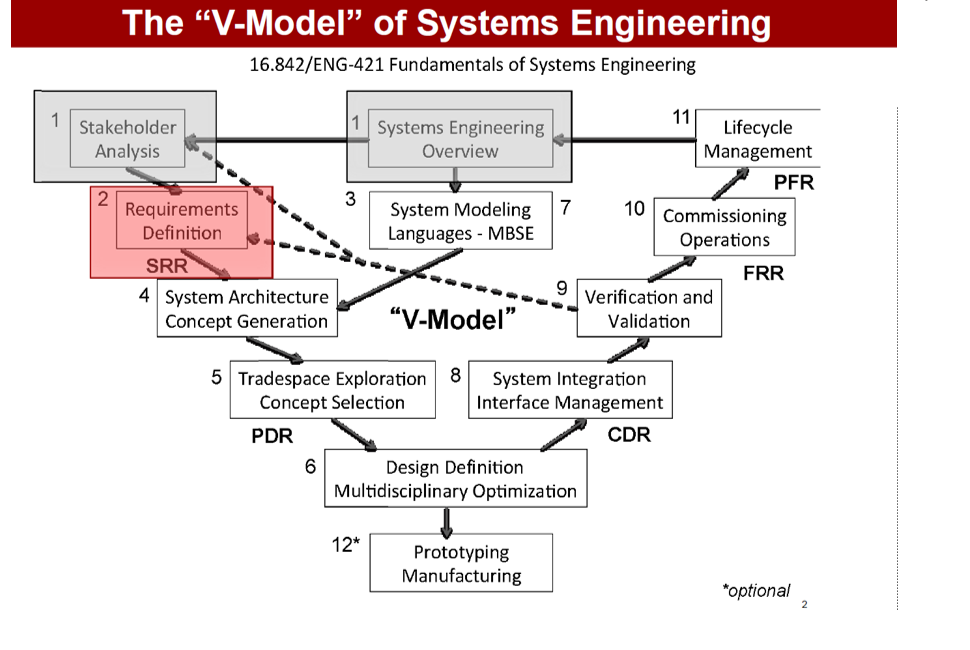 The “V-Model” of Systems Engineering
16.842/ENG-421 Fundamentals of Systems Engineering
1
Stakeholder
Analysis
1
Systems Engineering
Overview
11
Lifecycle
Management
PFR
2
Requirements
Definition
SRR
3
System Modeling
Languages - MBSE
7
10
Commissioning
Operations
FRR
4
System Architecture
Concept Generation
“V-Model”
9
Verification and
Validation
5
Tradespace Exploration
Concept Selection
PDR
8
System Integration
Interface Management
CDR
6
Design Definition
Multidisciplinary Optimization
12*
Prototyping
Manufacturing
*optional
2